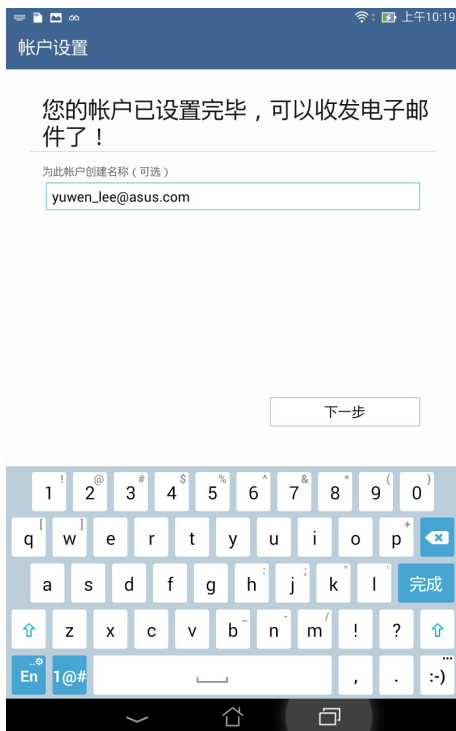 上午10:19
帐户设置
您的帐户已设置完毕，可以收发电子邮
件了！
为此帐户创建名称（可选）
yuwen_lee@asus.com
下一步
! @ # $ % ^ & * ( )
1 2 3 4 5 6 7 8 9 0
[ ] +
q w e r t y u i o p
: ; " '
a s d f g h j k l 完成
_ - /
z x c v b n m ! ?
En 1@# , . :-)